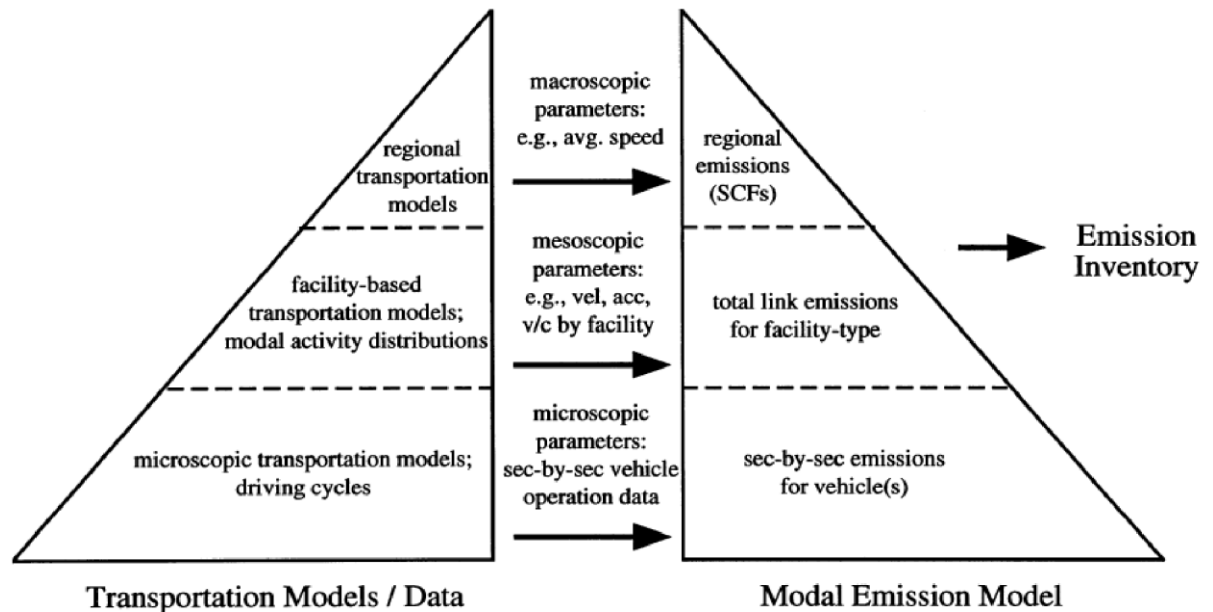 macroscopic
parameters:
e.g., avg. speed
regional
transportation
models
regional
emissions
(SCFs)
mesoscopic
parameters:
e.g., vel, acc,
v/c by facility
facility-based
transportation models;
modal activity distributions
total link emissions
for facility-type
Emission
Inventory
microscopic
parameters:
sec-by-sec vehicle
operation data
microscopic transportation models;
driving cycles
sec-by-sec emissions
for vehicle(s)
Transportation Models / Data
Modal Emission Model